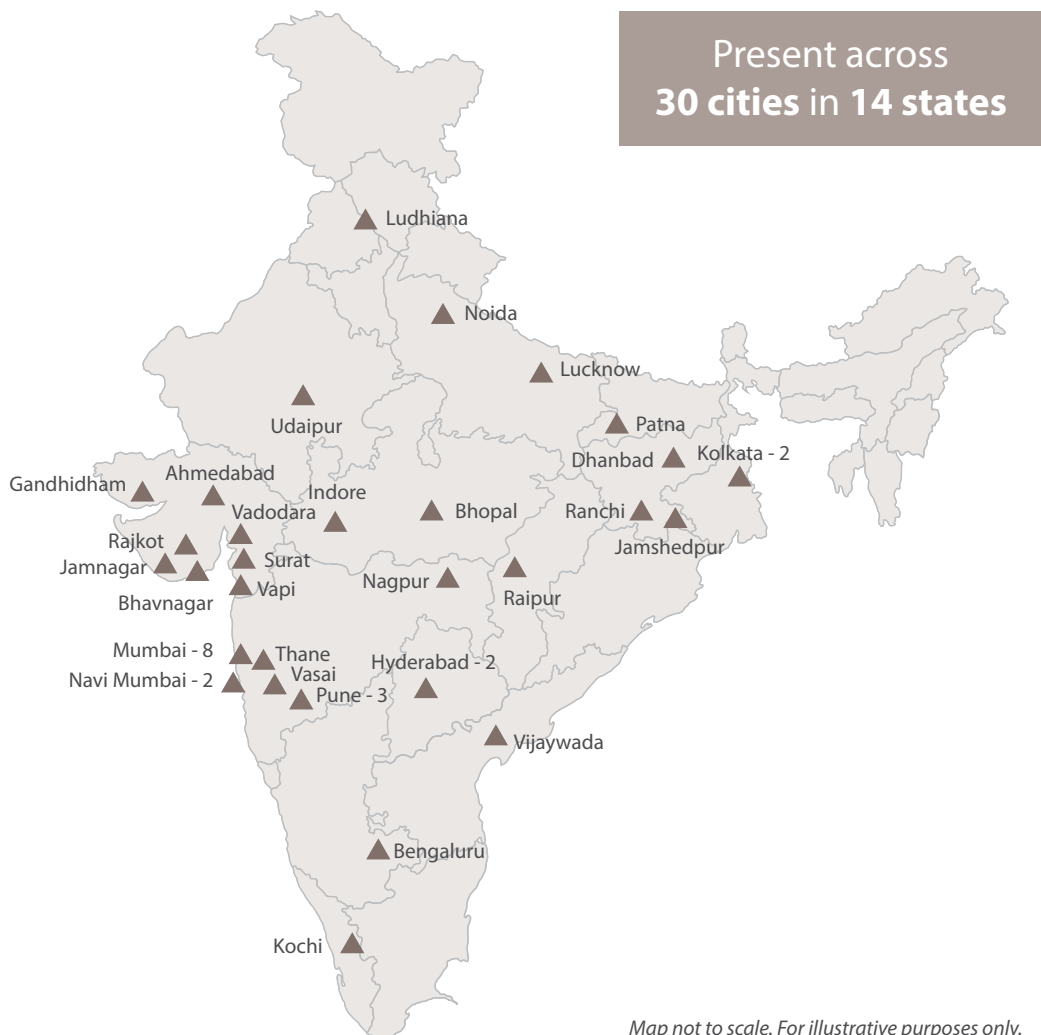 Present across
30 cities in 14 states
Ludhiana
Noida
Lucknow
Udaipur
Patna
Dhanbad
Kolkata - 2
Gandhidham
Ahmedabad
Indore
Vadodara
Bhopal
Ranchi
Jamshedpur
Rajkot
Jamnagar
Surat
Bhavnagar
Vapi
Nagpur
Raipur
Mumbai - 8
Thane
Navi Mumbai - 2
Vasai
Pune - 3
Hyderabad - 2
Vijaywada
Bengaluru
Kochi
Map not to scale. For illustrative purposes only.